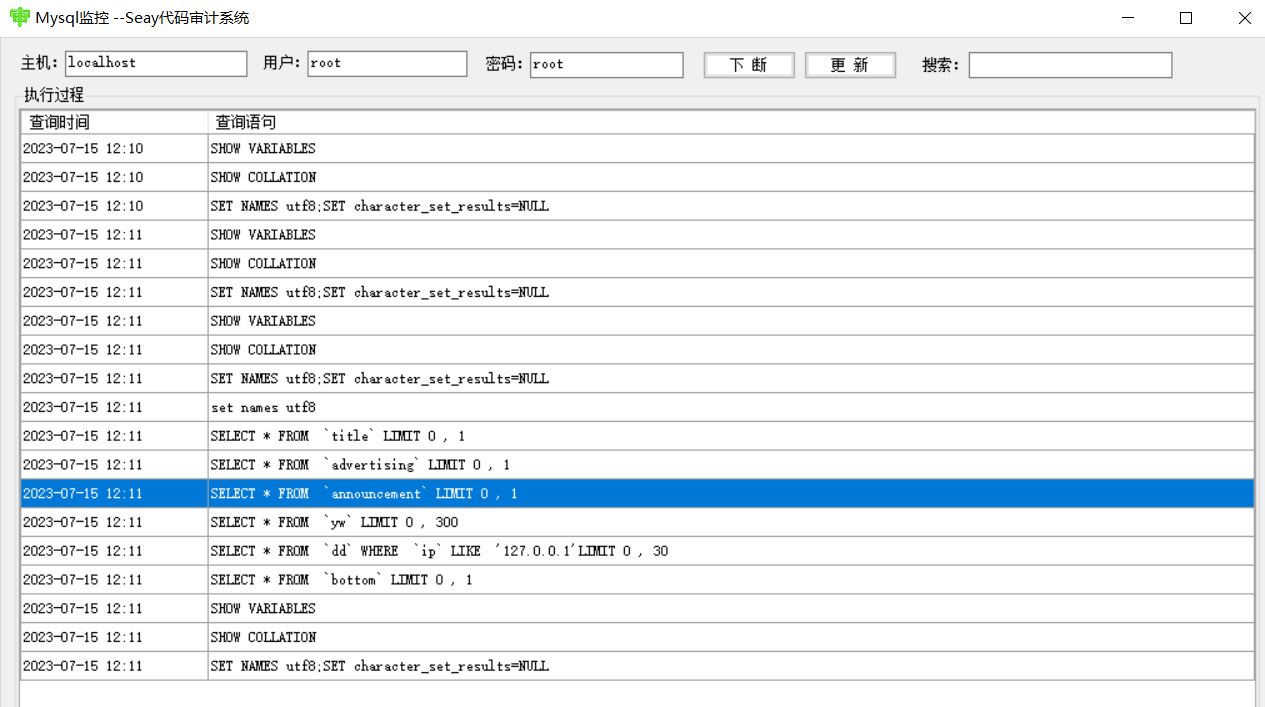 Mysql监控 --Seay代码审计系统
主机: localhost 用户: root 密码: root 下 断 更 新 搜索:
执行过程
查询时间 查询语句
2023-07-15 12:10 SHOW VARIABLES
2023-07-15 12:10 SHOW COLLATION
2023-07-15 12:10 SET NAMES utf8;SET character_set_results=NULL
2023-07-15 12:11 SHOW VARIABLES
2023-07-15 12:11 SHOW COLLATION
2023-07-15 12:11 SET NAMES utf8;SET character_set_results=NULL
2023-07-15 12:11 SHOW VARIABLES
2023-07-15 12:11 SHOW COLLATION
2023-07-15 12:11 SET NAMES utf8;SET character_set_results=NULL
2023-07-15 12:11 set names utf8
2023-07-15 12:11 SELECT * FROM `title` LIMIT 0 , 1
2023-07-15 12:11 SELECT * FROM `advertising` LIMIT 0 , 1
2023-07-15 12:11 SELECT * FROM `announcement` LIMIT 0 , 1
2023-07-15 12:11 SELECT * FROM `yw` LIMIT 0 , 300
2023-07-15 12:11 SELECT * FROM `dd` WHERE `ip` LIKE '127.0.0.1'LIMIT 0 , 30
2023-07-15 12:11 SELECT * FROM `bottom` LIMIT 0 , 1
2023-07-15 12:11 SHOW VARIABLES
2023-07-15 12:11 SHOW COLLATION
2023-07-15 12:11 SET NAMES utf8;SET character_set_results=NULL